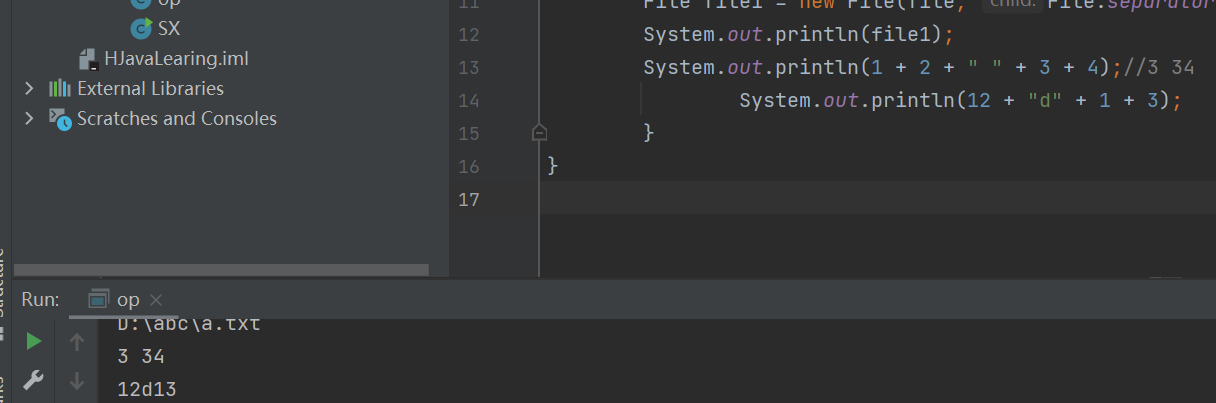 op
SX
HJavaLearing.iml
External Libraries
Scratches and Consoles
11 File file1 = new File(file, child: File.separator
12 System.out.println(file1);
13 System.out.println(1 + 2 + " " + 3 + 4);//3 34
14 System.out.println(12 + "d" + 1 + 3);
15 }
16 }
17
Structure
Run: op
D:\abc\a.txt
3 34
12d13